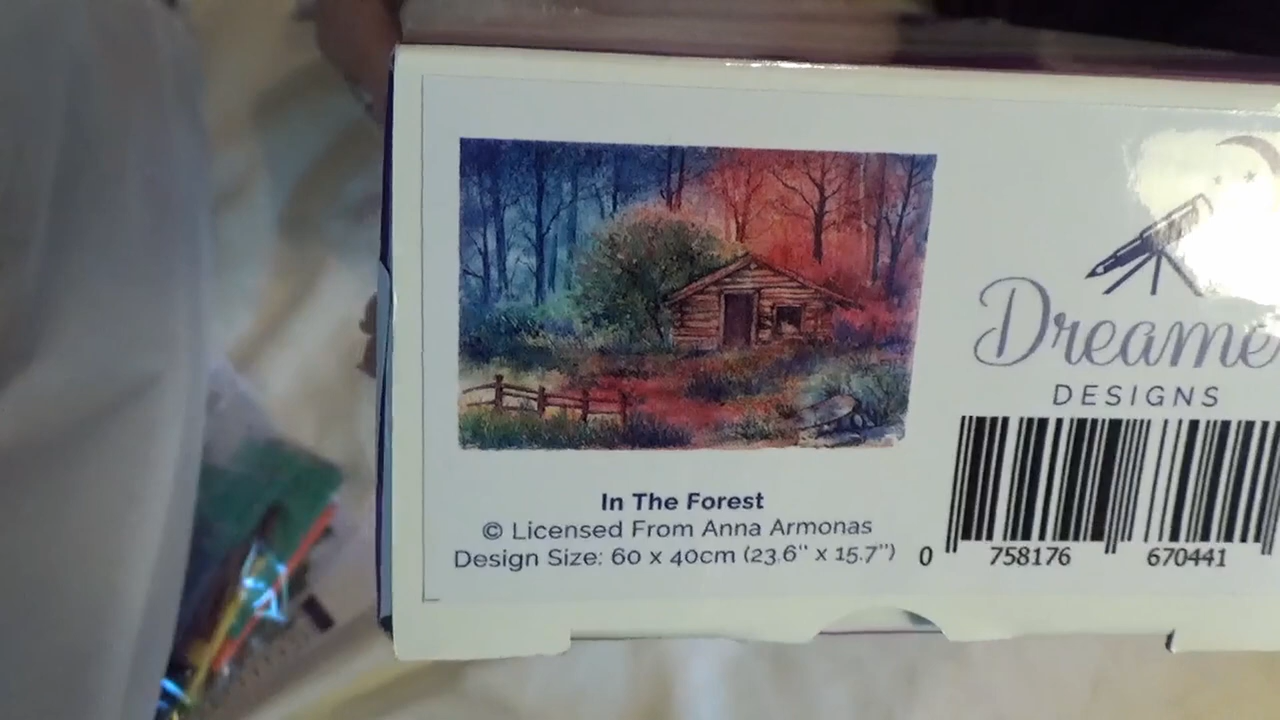 In The Forest
© Licensed From Anna Armonas
Design Size: 60 x 40cm (23.6" x 15.7")
Dreame
DESIGNS
0 758176 670441